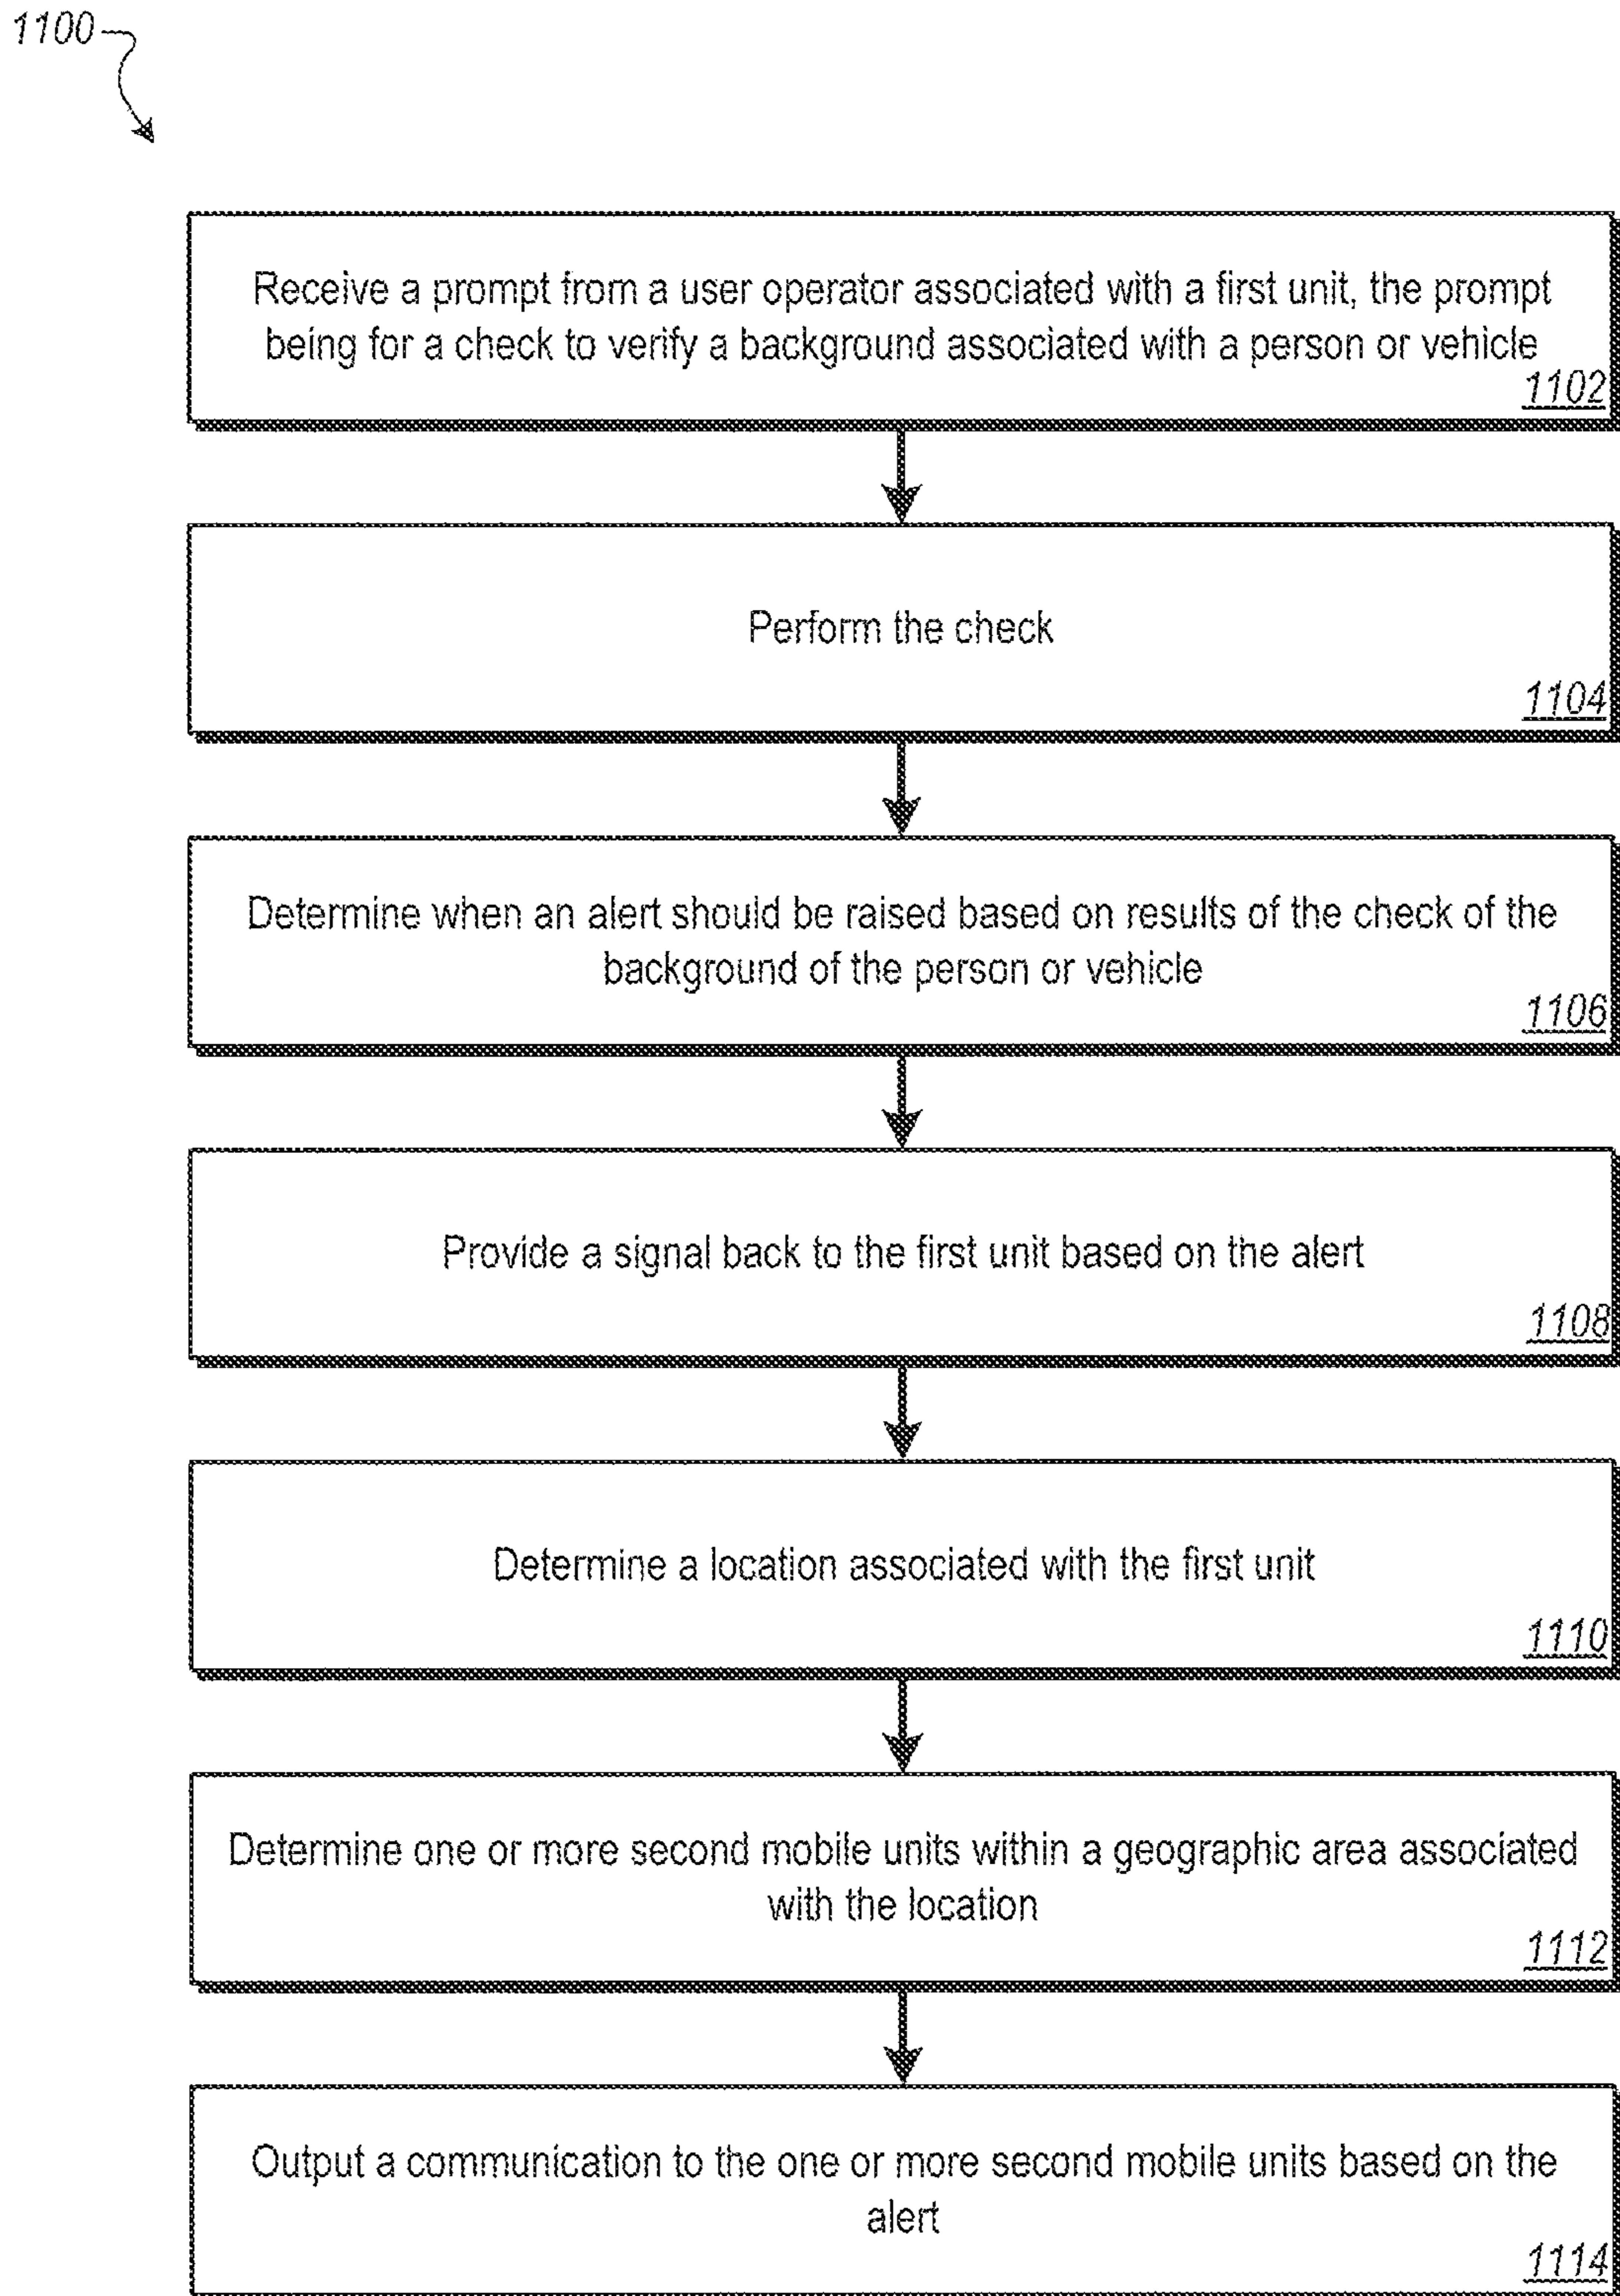 1100
Receive a prompt from a user operator associated with a first unit, the prompt
being for a check to verify a background associated with a person or vehicle
1102
Perform the check
1104
Determine when an alert should be raised based on results of the check of the
background of the person or vehicle
1106
Provide a signal back to the first unit based on the alert
1108
Determine a location associated with the first unit
1110
Determine one or more second mobile units within a geographic area associated
with the location
1112
Output a communication to the one or more second mobile units based on the
alert
1114